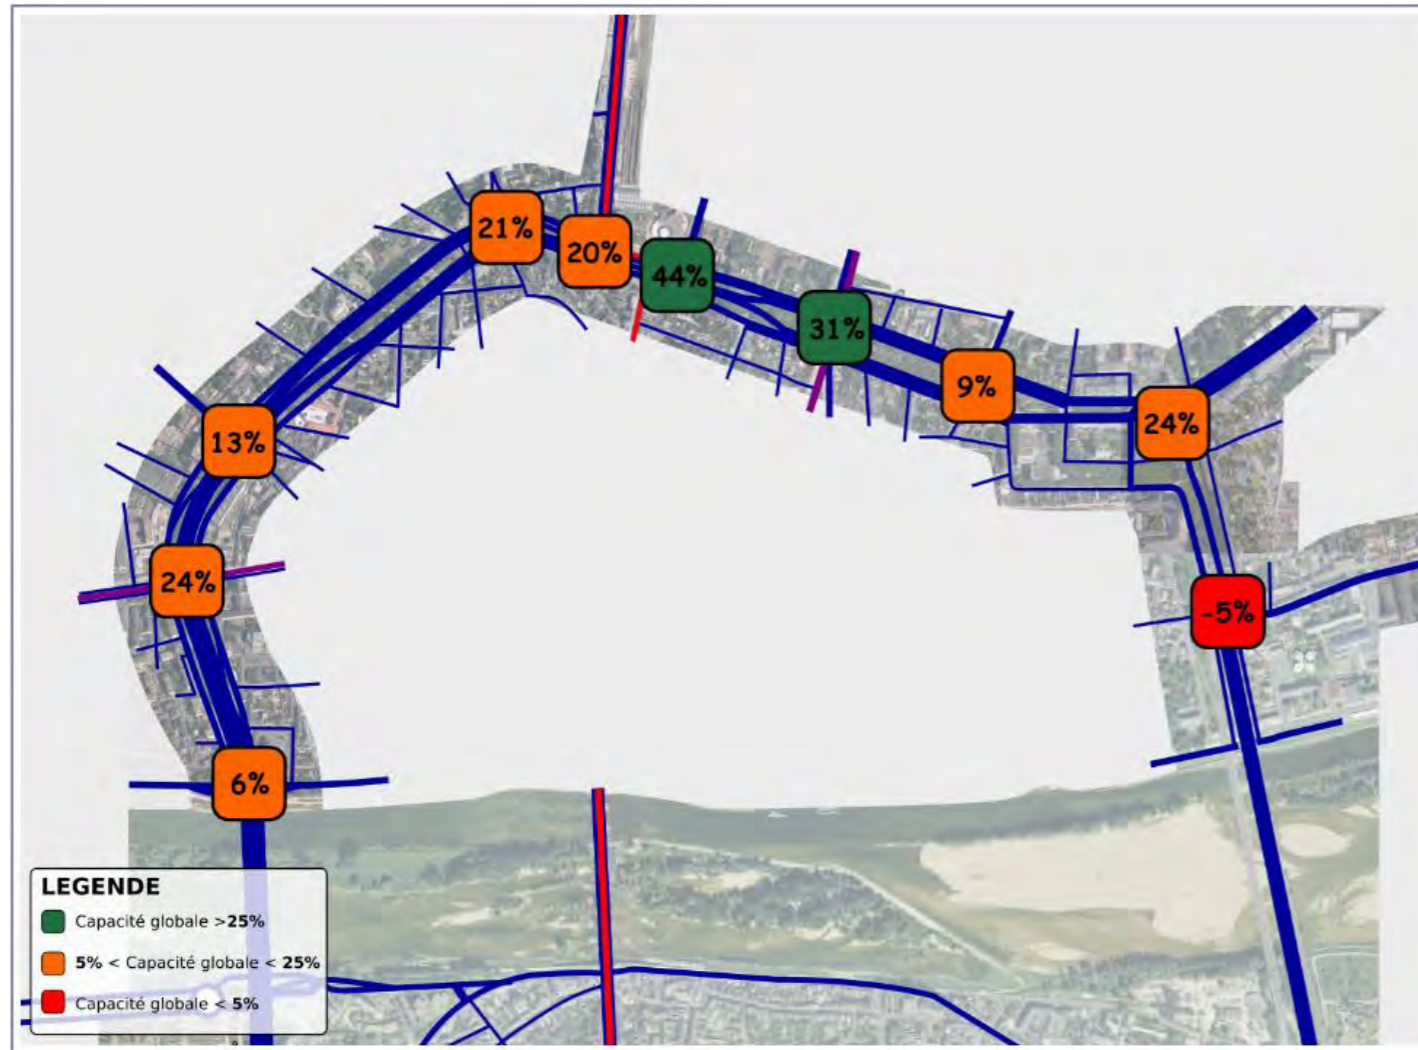 21%
20%
44%
31%
9%
24%
13%
24%
-5%
6%
LEGENDE
Capacité globale >25%
5% < Capacité globale < 25%
Capacité globale < 5%